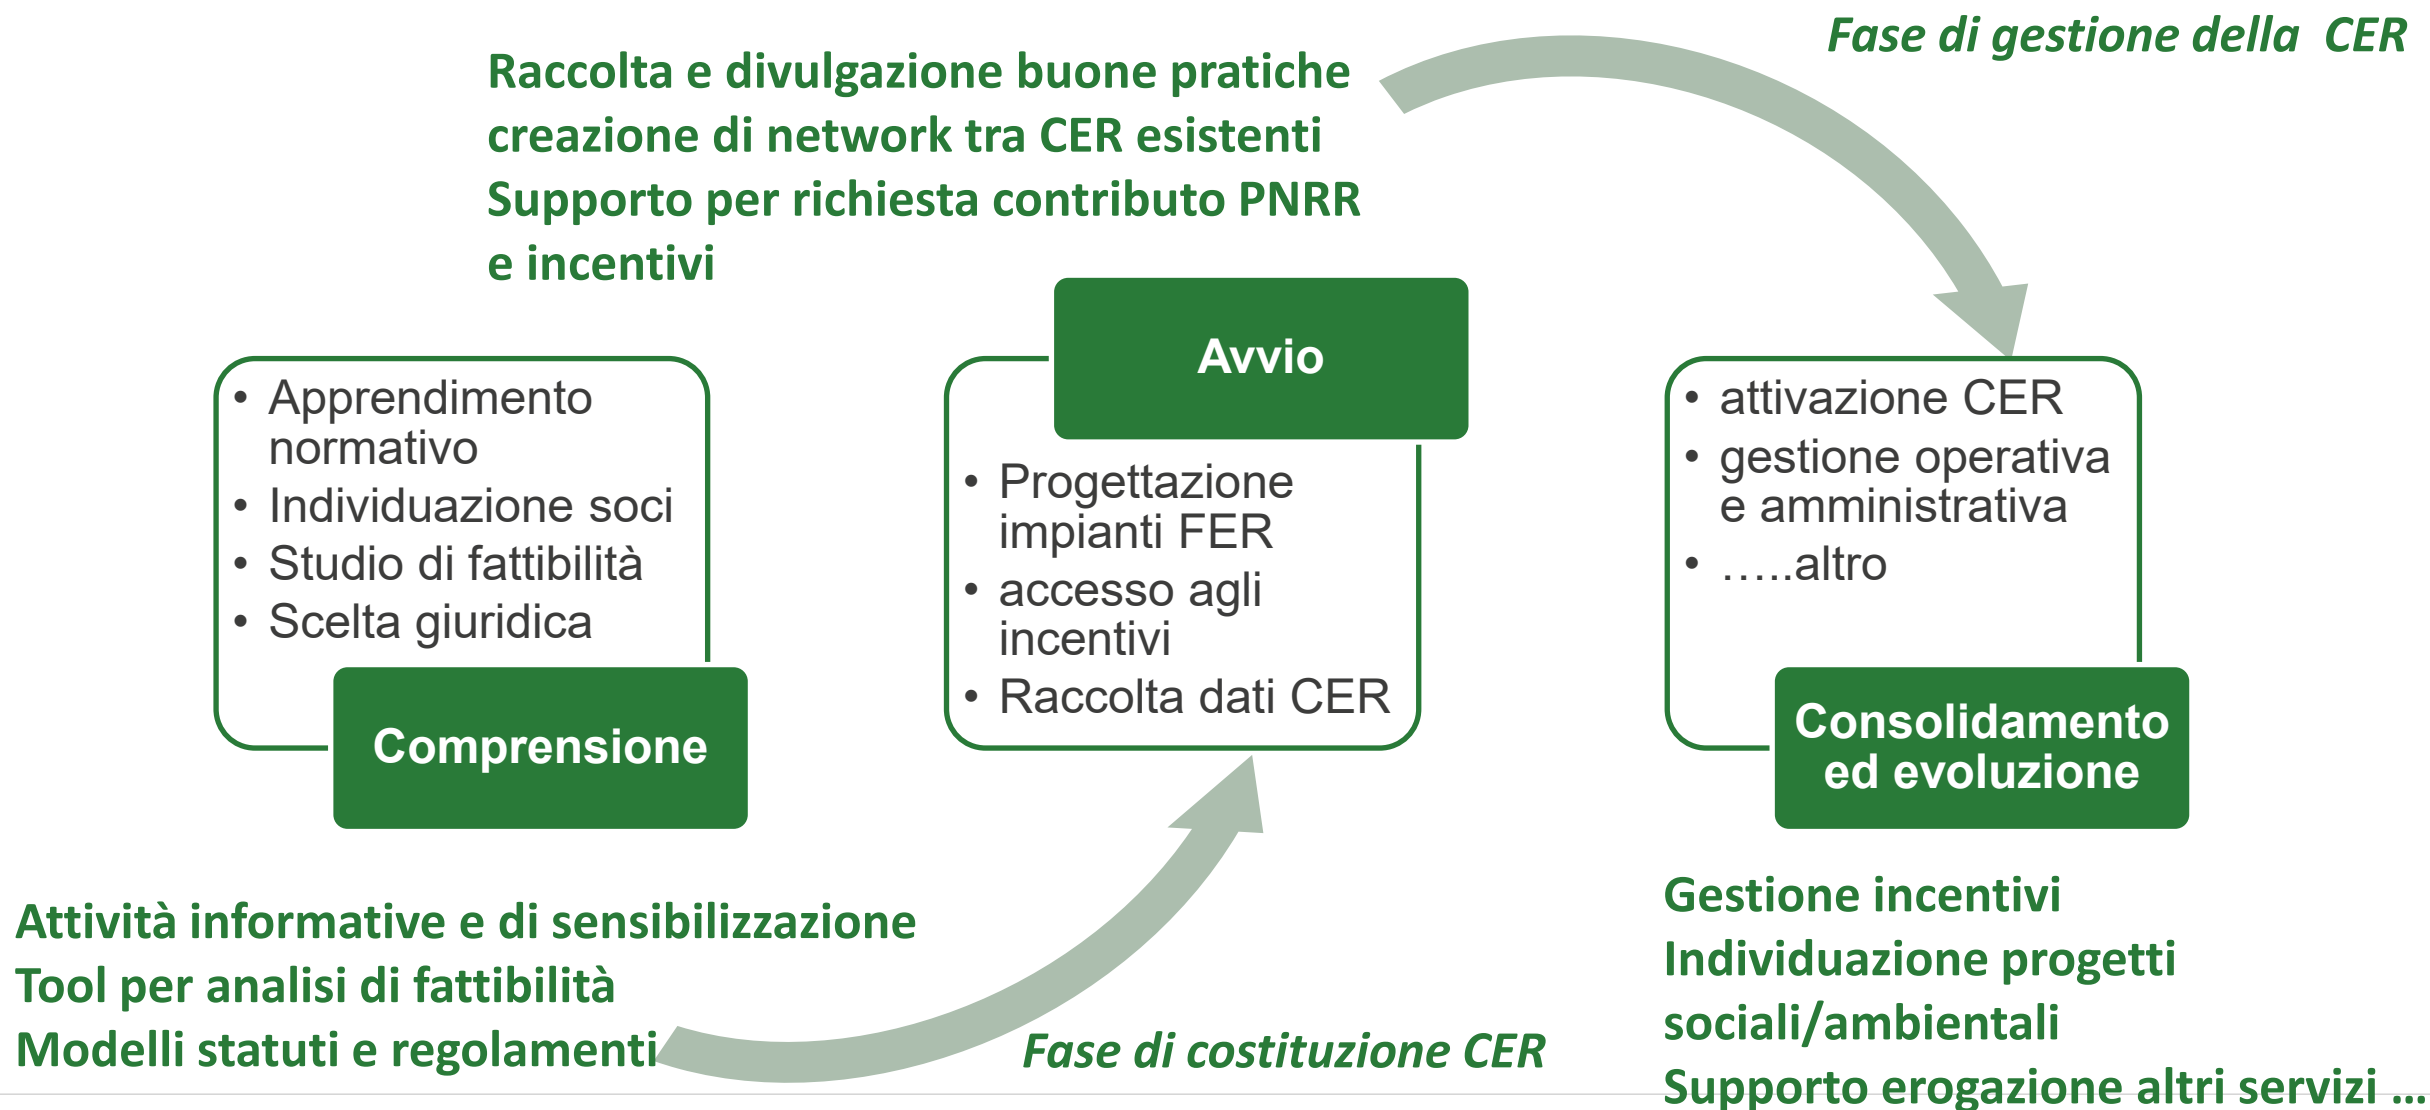 Fase di gestione della CER
Raccolta e divulgazione buone pratiche
creazione di network tra CER esistenti
Supporto per richiesta contributo PNRR
e incentivi
• Apprendimento
normativo
• Individuazione soci
• Studio di fattibilità
• Scelta giuridica
Comprensione
Avvio
• Progettazione
impianti FER
• accesso agli
incentivi
• Raccolta dati CER
• attivazione CER
• gestione operativa
e amministrativa
• …..altro
Consolidamento
ed evoluzione
Attività informative e di sensibilizzazione
Tool per analisi di fattibilità
Modelli statuti e regolamenti
Fase di costituzione CER
Gestione incentivi
Individuazione progetti
sociali/ambientali
Supporto erogazione altri servizi …